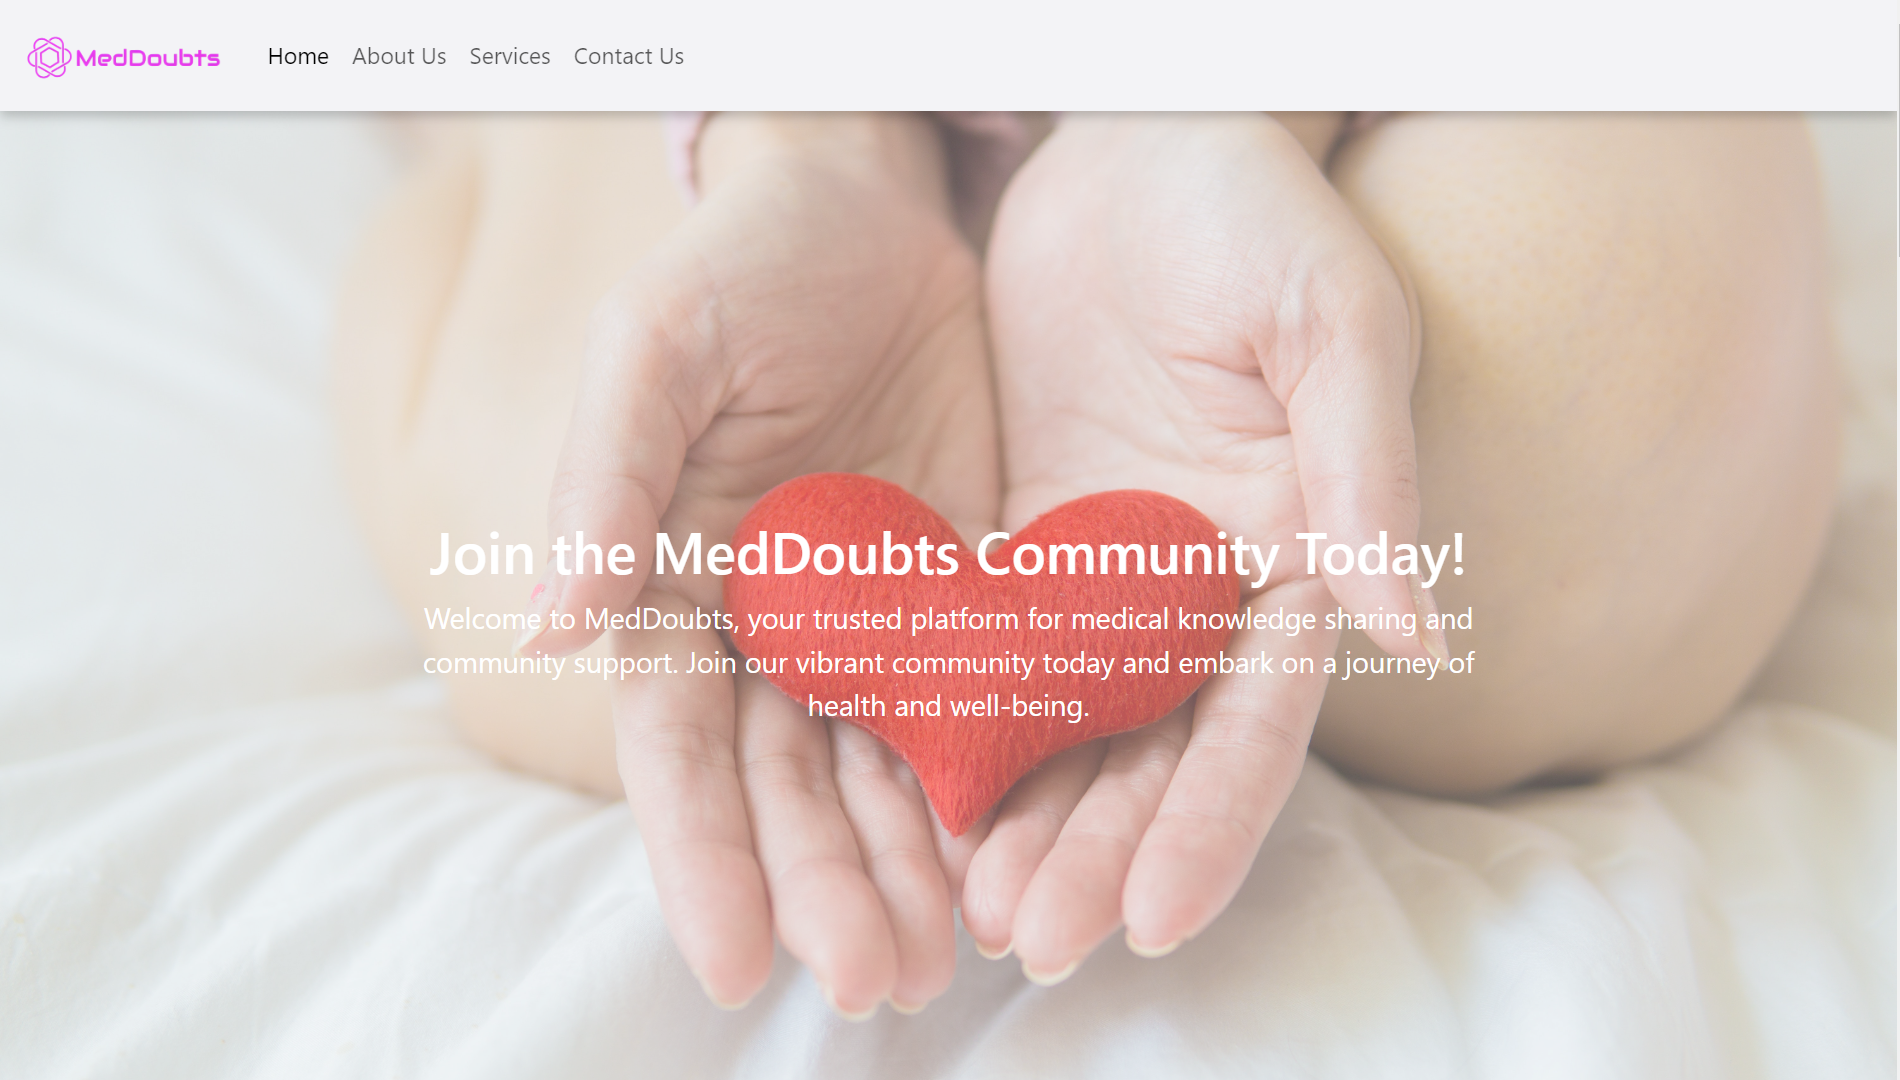 MedDoubts
Home About Us Services Contact Us
Join the MedDoubts Community Today!
Welcome to MedDoubts, your trusted platform for medical knowledge sharing and
community support. Join our vibrant community today and embark on a journey of
health and well-being.